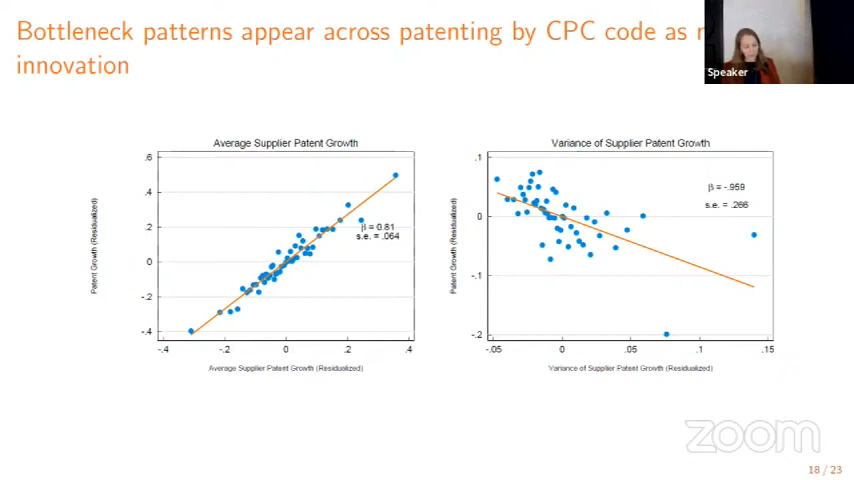 Bottleneck patterns appear across patenting by CPC code as
innovation
Speaker
Average Supplier Patent Growth
.6
.4
.2
0
-.2
-.4
Patent Growth (Residualized)
β = 0.81
s.e. = .064
-.4 -.2 0 .2 .4
Average Supplier Patent Growth (Residualized)
Variance of Supplier Patent Growth
.1
0
-.1
-.2
Patent Growth (Residualized)
β = -.959
s.e. = .266
-.05 0 .05 .1 .15
Variance of Supplier Patent Growth (Residualized)
zoom
18 / 23